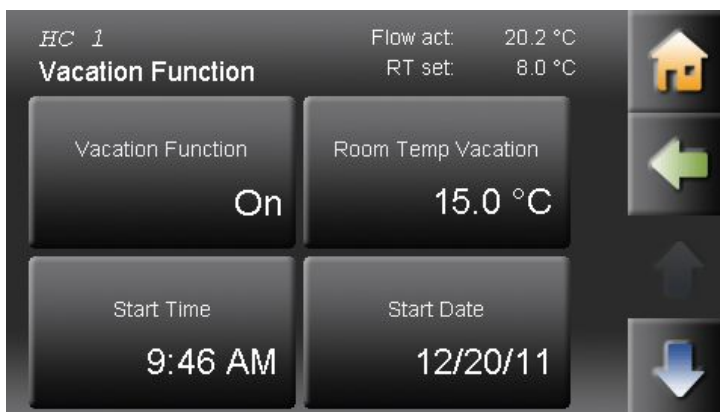 HC 1 Flow act: 20.2 °C
Vacation Function RT set: 8.0 °C
Vacation Function Room Temp Vacation
On 15.0 °C
Start Time Start Date
9:46 AM 12/20/11